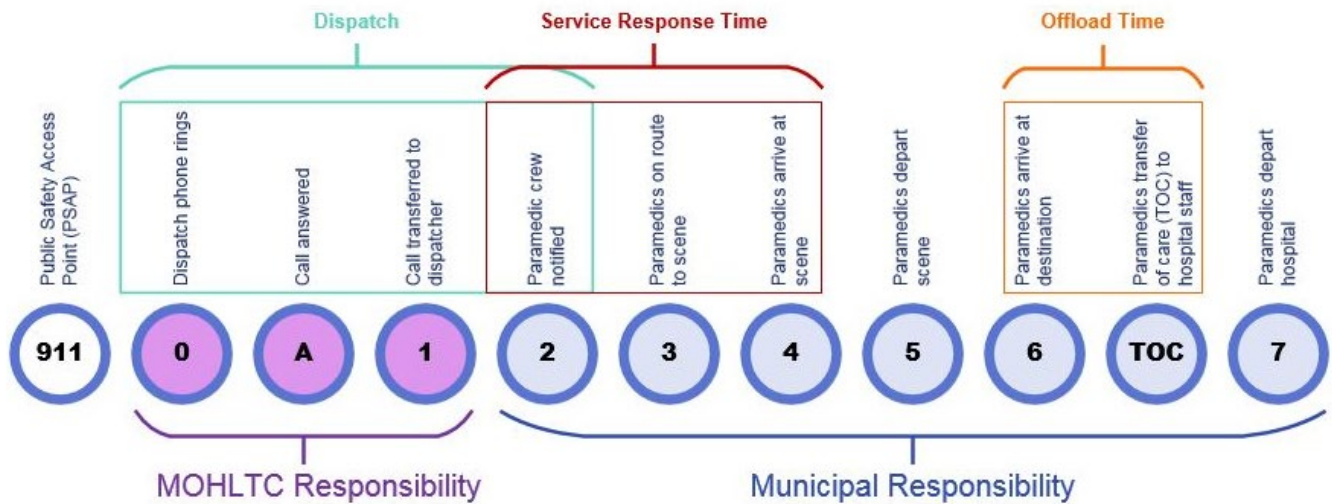 Dispatch
Service Response Time
Offload Time
Public Safety Access
Point (PSAP)
Dispatch phone rings
Call answered
Call transferred to
dispatcher
Paramedic crew
notified
Paramedics on route
to scene
Paramedics arrive at
scene
Paramedics depart
scene
Paramedics arrive at
destination
Paramedics transfer
of care (TOC) to
hospital staff
Paramedics depart
hospital
911
0
A
1
2
3
4
5
6
TOC
7
MOHLTC Responsibility
Municipal Responsibility